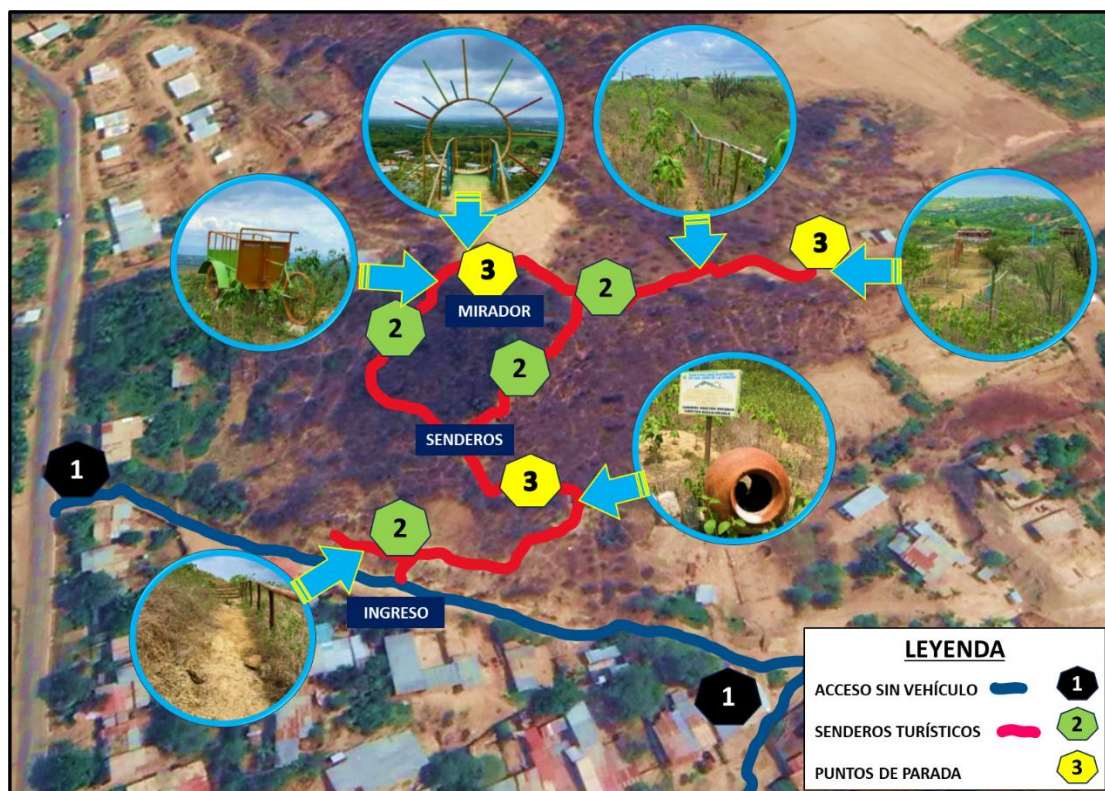 3
3
2
MIRADOR
2
2
SENDEROS
1
3
2
INGRESO
1
LEYENDA
ACCESO SIN VEHÍCULO 1
SENDEROS TURÍSTICOS 2
PUNTOS DE PARADA 3